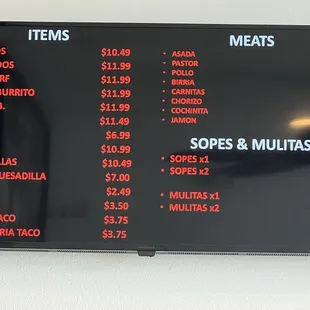 ITEMS
OS $10.49
DOS $11.99
RF $11.99
BURRITO $11.99
B. $11.99
$11.49
$6.99
$10.99
LLAS $10.49
UESADILLA $7.00
$2.49
$3.50
ACO $3.75
RIA TACO $3.75
MEATS
• ASADA
• PASTOR
• POLLO
• BIRRIA
• CARNITAS
• CHORIZO
• COCHINITA
• JAMON
SOPES & MULITAS
• SOPES x1
• SOPES x2
• MULITAS x1
• MULITAS x2